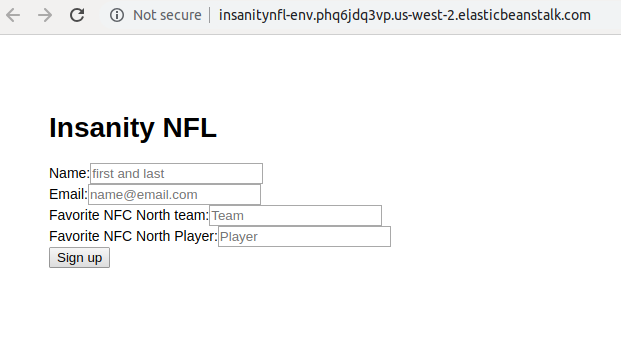 Not secure | insanitynfl-env.phq6jdq3vp.us-west-2.elasticbeanstalk.com
Insanity NFL
Name: first and last
Email: name@email.com
Favorite NFC North team: Team
Favorite NFC North Player: Player
Sign up